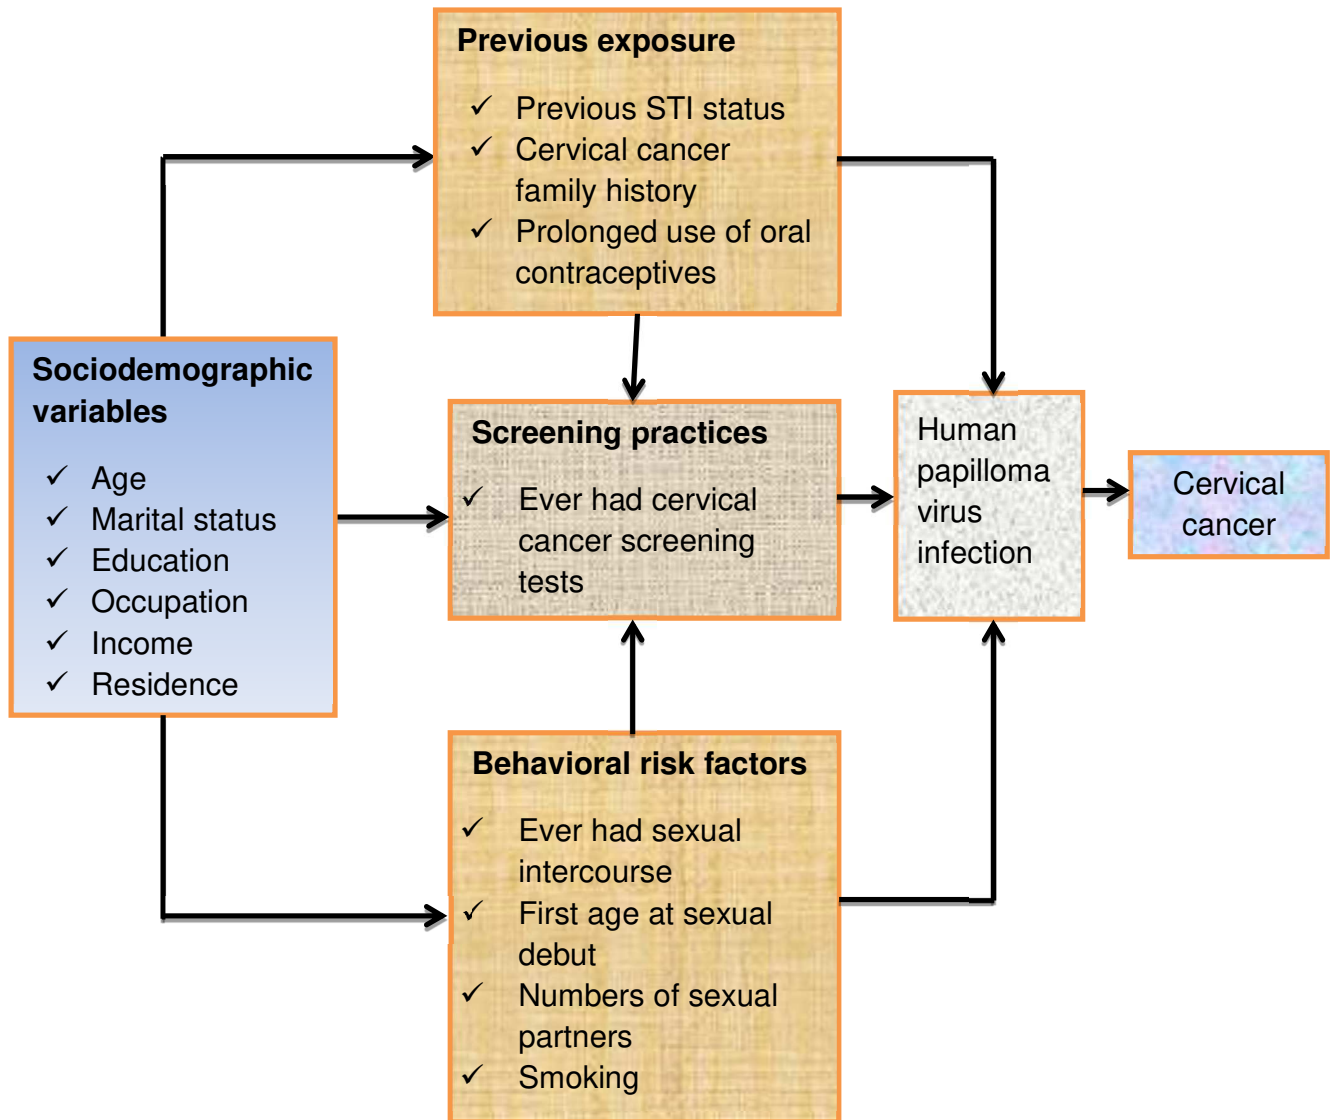 Previous exposure
✓ Previous STI status
✓ Cervical cancer
family history
✓ Prolonged use of oral
contraceptives
Sociodemographic
variables
✓ Age
✓ Marital status
✓ Education
✓ Occupation
✓ Income
✓ Residence
Screening practices
✓ Ever had cervical
cancer screening
tests
Human
papilloma
virus
infection
Cervical
cancer
Behavioral risk factors
✓ Ever had sexual
intercourse
✓ First age at sexual
debut
✓ Numbers of sexual
partners
✓ Smoking